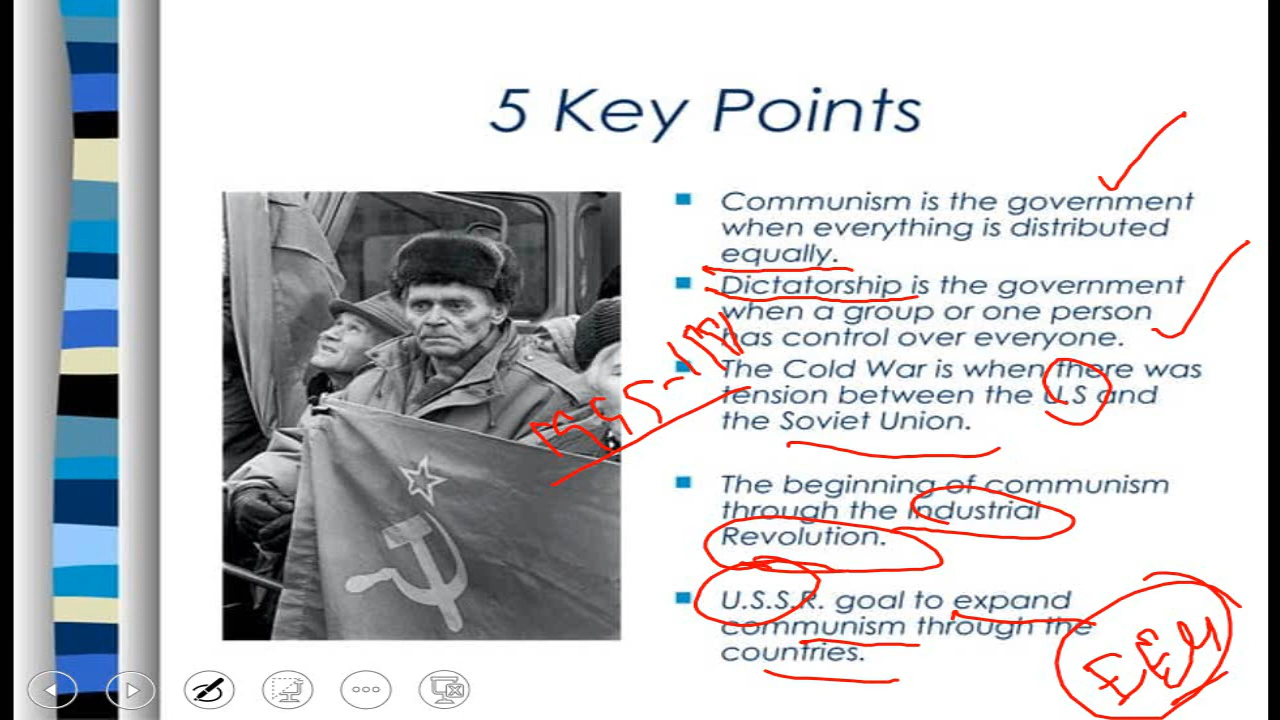 5 Key Points
Communism is the government
when everything is distributed
equally.
Dictatorship is the government
when a group or one person
has control over everyone.
The Cold War is when there was
tension between the U.S and
the Soviet Union.
The beginning of communism
through the Industrial
Revolution.
U.S.S.R. goal to expand
communism through the
countries.